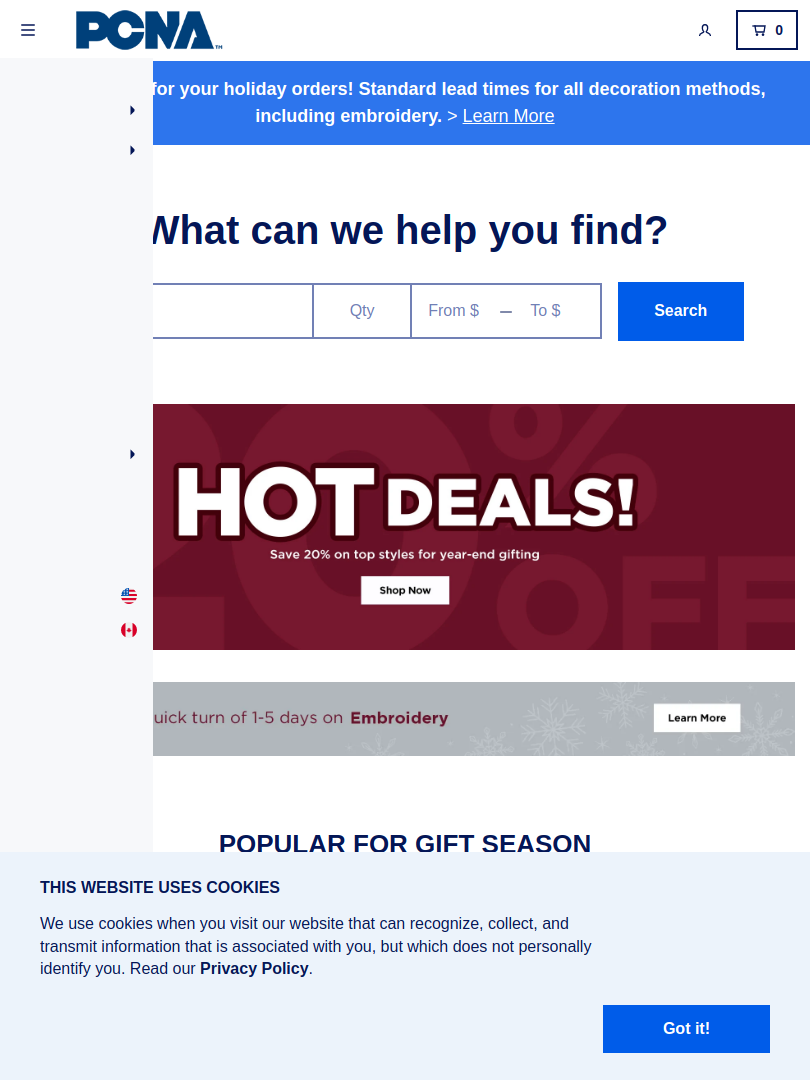 PCNA™
0
for your holiday orders! Standard lead times for all decoration methods,
including embroidery. > Learn More
What can we help you find?
Qty
From $ – To $
Search
20% OFF
HOT DEALS!
Save 20% on top styles for year-end gifting
Shop Now
uick turn of 1-5 days on Embroidery
Learn More
POPULAR FOR GIFT SEASON
THIS WEBSITE USES COOKIES
We use cookies when you visit our website that can recognize, collect, and
transmit information that is associated with you, but which does not personally
identify you. Read our Privacy Policy.
Got it!